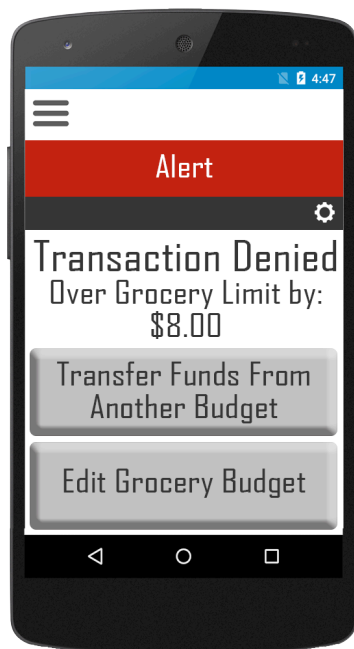 4:47
Alert
Transaction Denied
Over Grocery Limit by:
$8.00
Transfer Funds From
Another Budget
Edit Grocery Budget